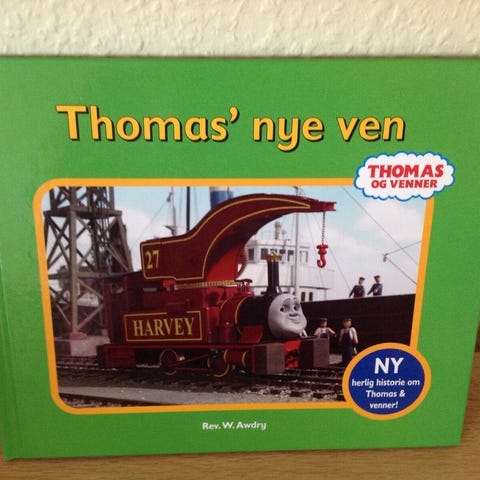 Thomas' nye ven
THOMAS
OG VENNER
27
HARVEY
NY
herlig historie om
Thomas &
venner!
Rev. W. Awdry